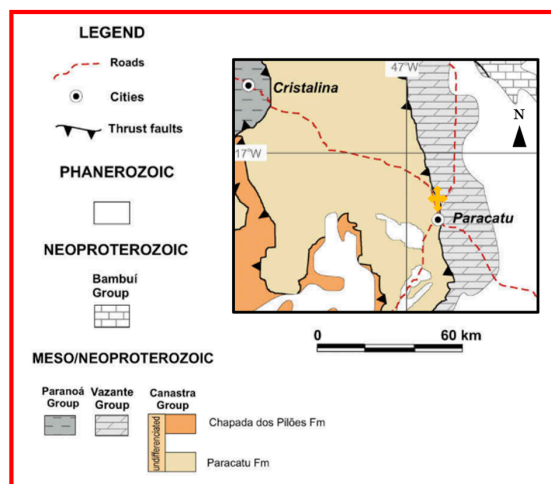 LEGEND
Roads
Cities
Thrust faults
PHANEROZOIC
NEOPROTEROZOIC
Bambuí
Group
MESO/NEOPROTEROZOIC
Paranoá
Group
Vazante
Group
Canastra
Group
undifferenciated
Chapada dos Pilões Fm
Paracatu Fm
47°W
Cristalina
N
17°W
Paracatu
0
60 km